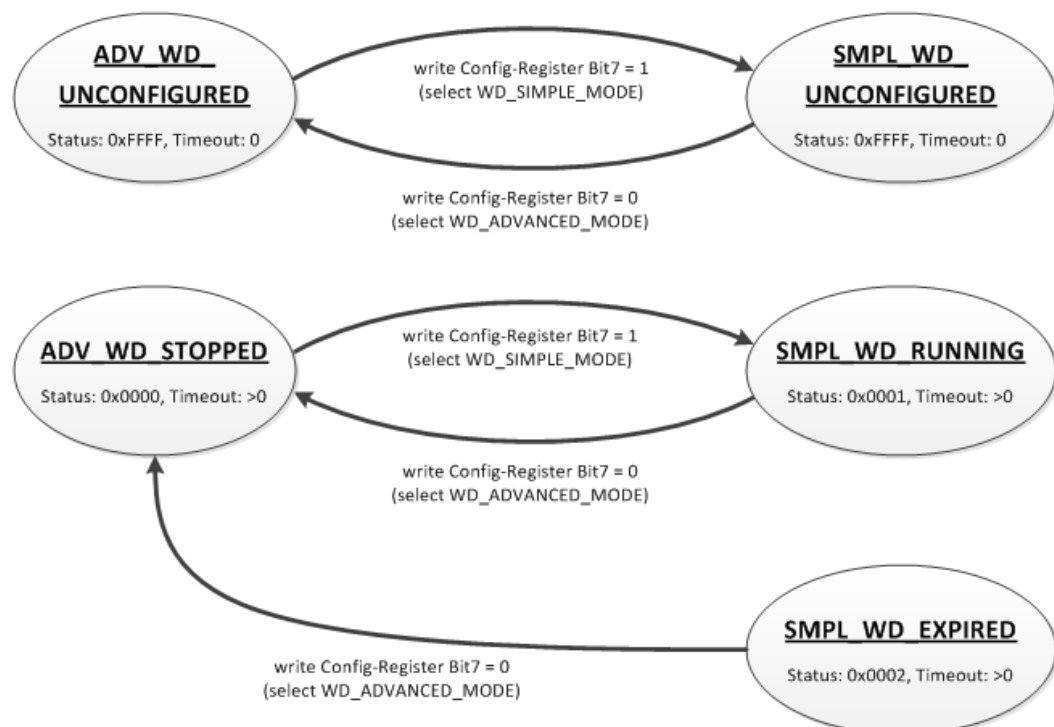 ADV_WD_
UNCONFIGURED
Status: 0xFFFF, Timeout: 0
write Config-Register Bit7 = 1
(select WD_SIMPLE_MODE)
SMPL_WD_
UNCONFIGURED
Status: 0xFFFF, Timeout: 0
write Config-Register Bit7 = 0
(select WD_ADVANCED_MODE)
ADV_WD_STOPPED
Status: 0x0000, Timeout: >0
write Config-Register Bit7 = 1
(select WD_SIMPLE_MODE)
SMPL_WD_RUNNING
Status: 0x0001, Timeout: >0
write Config-Register Bit7 = 0
(select WD_ADVANCED_MODE)
SMPL_WD_EXPIRED
Status: 0x0002, Timeout: >0
write Config-Register Bit7 = 0
(select WD_ADVANCED_MODE)